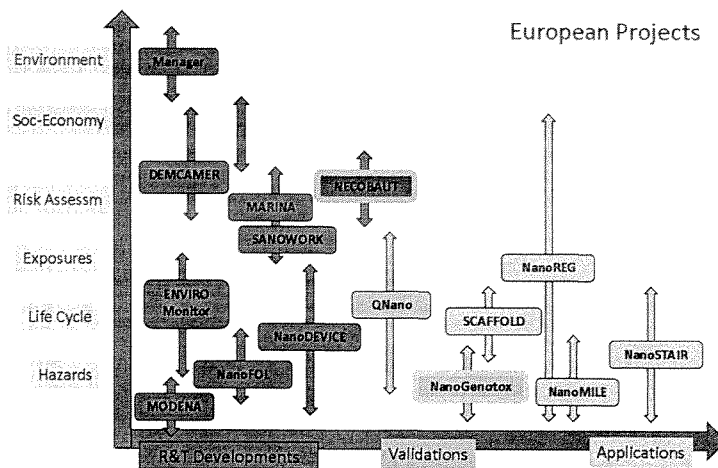 European Projects
Environment
Manager
Soc-Economy
DEMCAMER
NECOBAUT
Risk Assessm
MARINA
SANOWORK
Exposures
NanoREG
ENVIRO
Monitor
QNano
Life Cycle
SCAFFOLD
NanoDEVICE
NanoSTAIR
Hazards
NanoFOL
NanoGenotox
NanoMILE
MODENA
R&T Developments
Validations
Applications